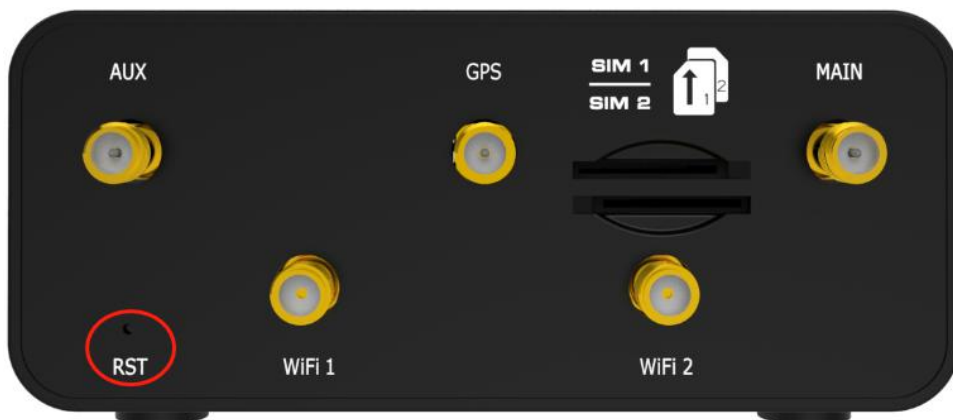 AUX
GPS
SIM 1
SIM 2
1
2
MAIN
RST
WiFi 1
WiFi 2